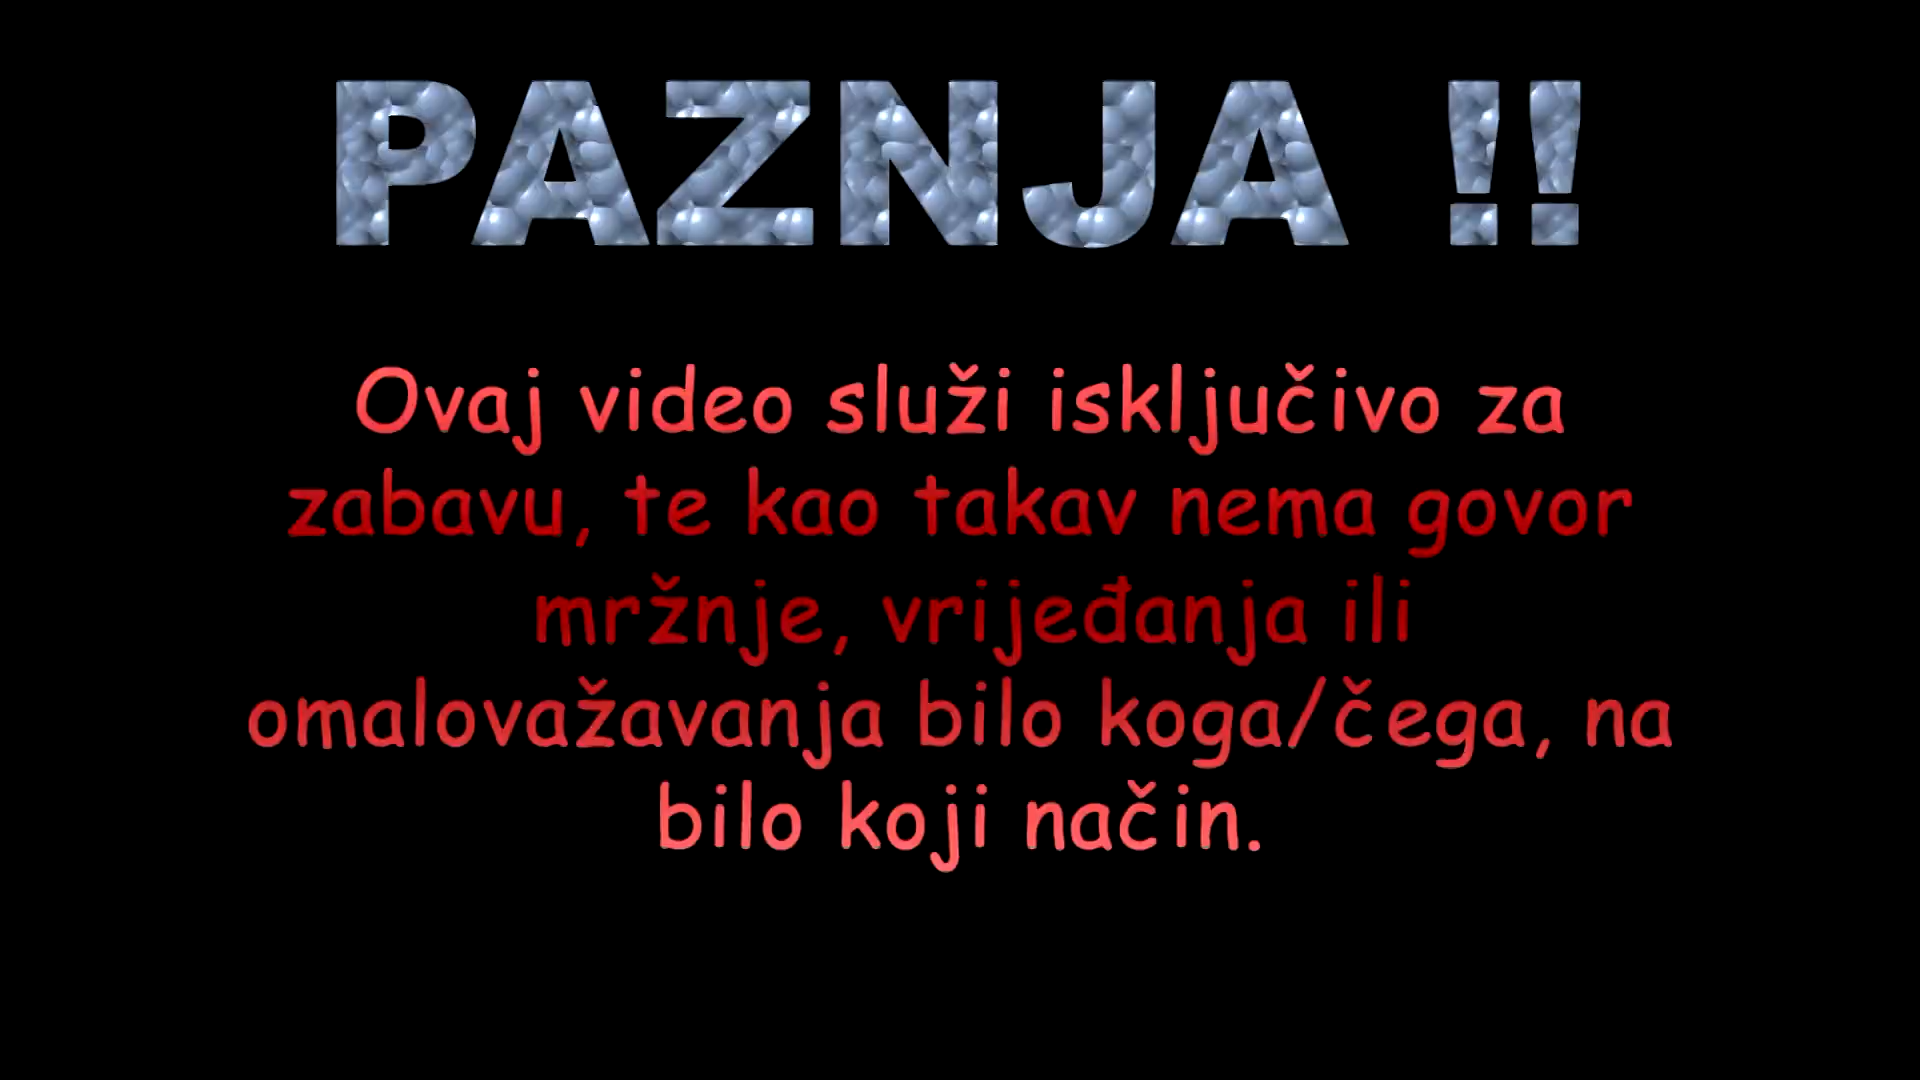 PAZNJA !!
Ovaj video služi isključivo za
zabavu, te kao takav nema govor
mržnje, vrijeđanja ili
omalovažavanja bilo koga/čega, na
bilo koji način.